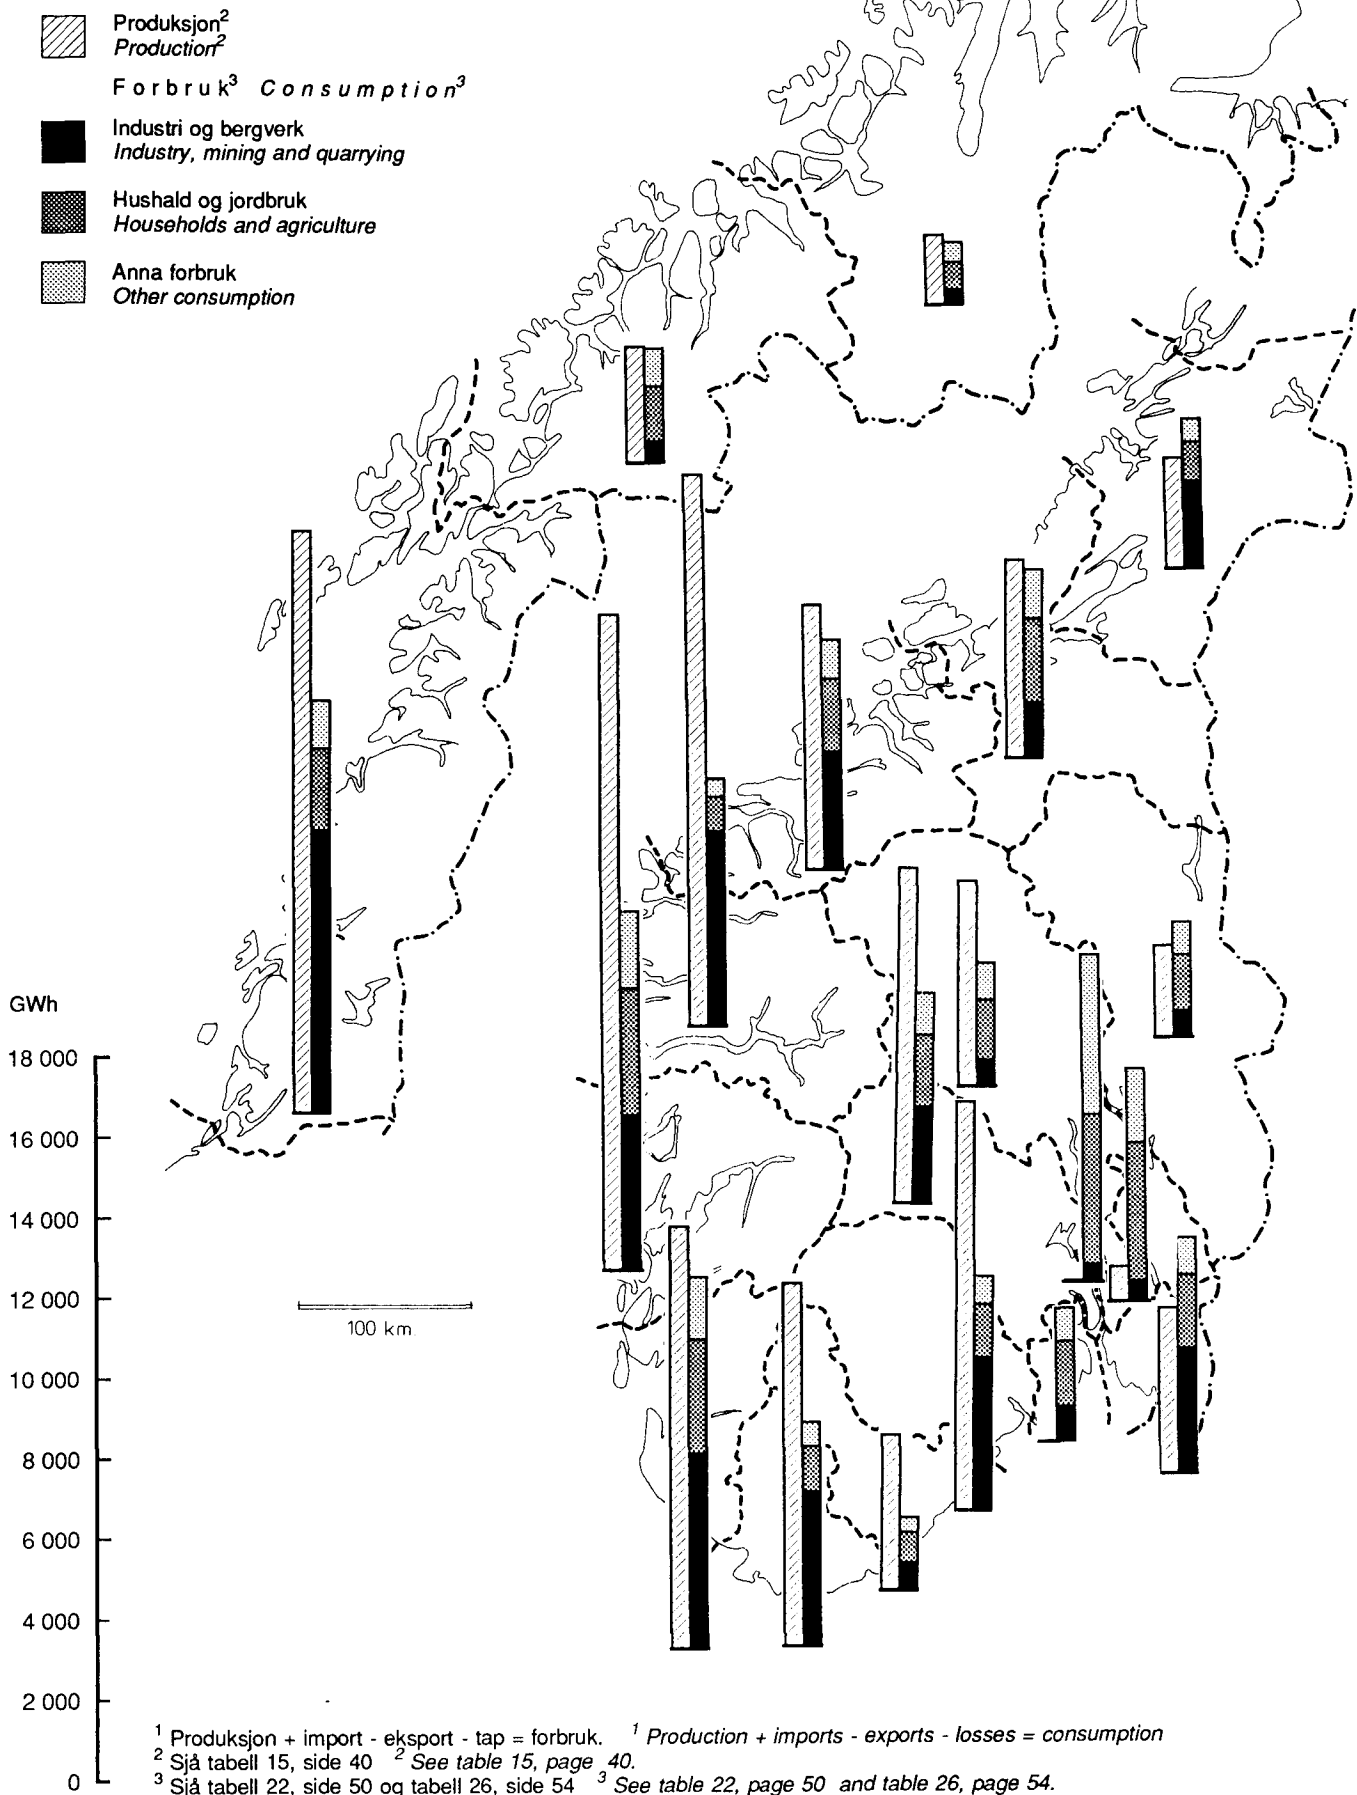 Produksjon²
Production²
Forbruk³ Consumption³
Industri og bergverk
Industry, mining and quarrying
Hushald og jordbruk
Households and agriculture
Anna forbruk
Other consumption
GWh
18 000
16 000
14 000
12 000
10 000
8 000
6 000
4 000
2 000
0
100 km
¹ Produksjon + import - eksport - tap = forbruk. ¹ Production + imports - exports - losses = consumption
² Sjå tabell 15, side 40 ² See table 15, page 40.
³ Sjå tabell 22, side 50 og tabell 26, side 54 ³ See table 22, page 50 and table 26, page 54.